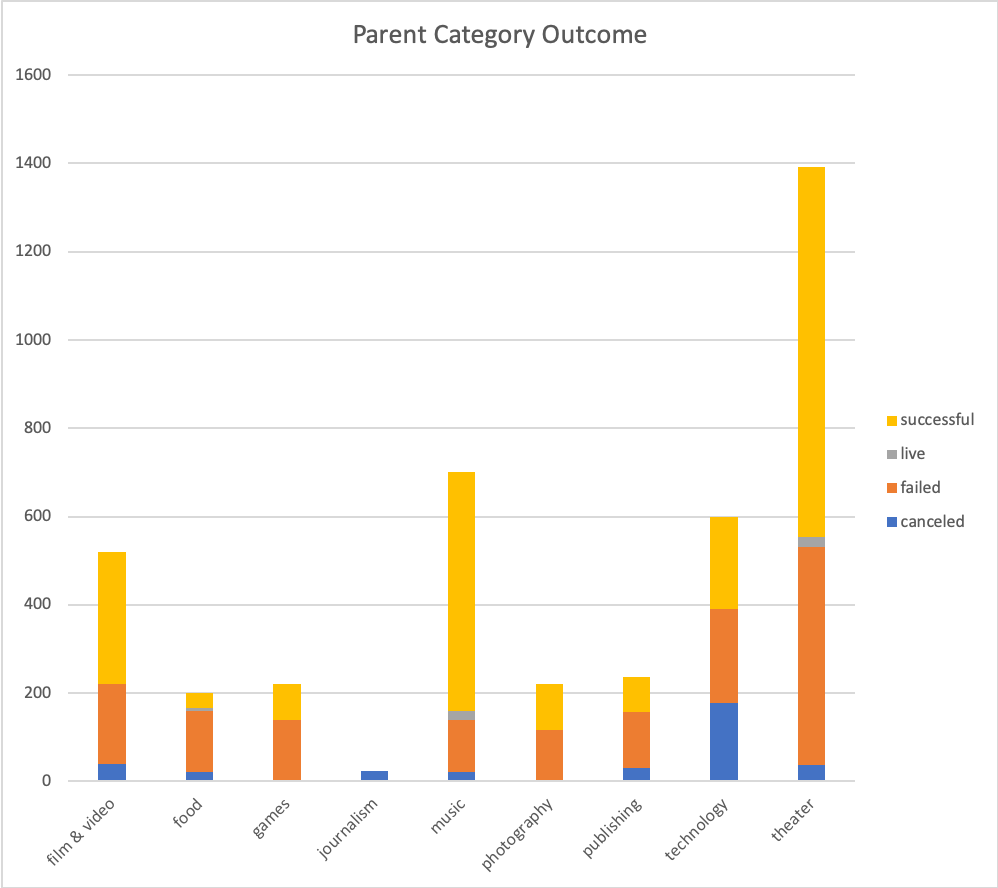 Parent Category Outcome
1600
1400
1200
1000
800
600
400
200
0
successful
live
failed
canceled
film & video
food
games
journalism
music
photography
publishing
technology
theater